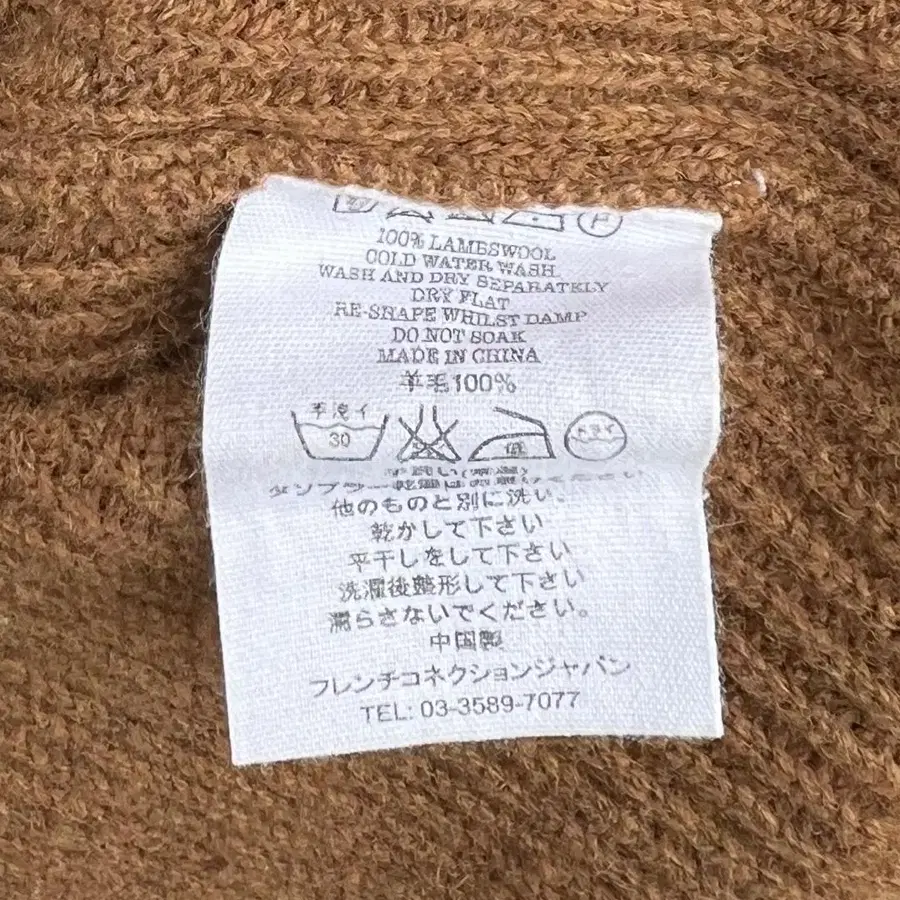 P
100% LAMBSWOOL
COLD WATER WASH
WASH AND DRY SEPARATELY
DRY FLAT
RE-SHAPE WHILST DAMP
DO NOT SOAK
MADE IN CHINA
羊毛100%
手洗イ
30
低
ドライ
他のものと別に洗い、
乾かして下さい
平干しをして下さい
洗濯後整形して下さい
濡らさないでください。
中国製
フレンチコネクションジャパン
TEL: 03-3589-7077